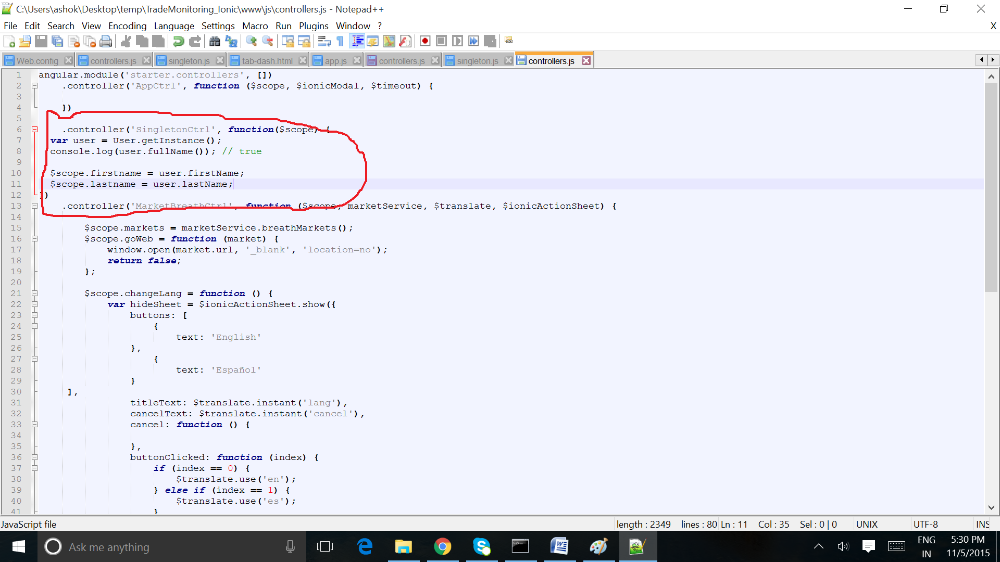 C:\Users\ashok\Desktop\temp\TradeMonitoring_Ionic\www\js\controllers.js - Notepad++
File Edit Search View Encoding Language Settings Macro Run Plugins Window ? X
Web.config controllers.js singleton.js tab-dash.html app.js controllers.js singleton.js controllers.js
1 angular.module('starter.controllers', [])
2 .controller('AppCtrl', function ($scope, $ionicModal, $timeout) {
3
4 })
5
6 .controller('SingletonCtrl', function($scope) {
7 var user = User.getInstance();
8 console.log(user.fullName()); // true
9
10 $scope.firstname = user.firstName;
11 $scope.lastname = user.lastName;
12 })
13 .controller('MarketBreathCtrl', function ($scope, marketService, $translate, $ionicActionSheet) {
14
15 $scope.markets = marketService.breathMarkets();
16 $scope.goWeb = function (market) {
17 window.open(market.url, '_blank', 'location=no');
18 return false;
19 };
20
21 $scope.changeLang = function () {
22 var hideSheet = $ionicActionSheet.show({
23 buttons: [
24 {
25 text: 'English'
26 },
27 {
28 text: 'Español'
29 }
30 ],
31 titleText: $translate.instant('lang'),
32 cancelText: $translate.instant('cancel'),
33 cancel: function () {
34
35 },
36 buttonClicked: function (index) {
37 if (index == 0) {
38 $translate.use('en');
39 } else if (index == 1) {
40 $translate.use('es');
41 }
JavaScript file length : 2349 lines : 80 Ln : 11 Col : 35 Sel : 0 | 0 UNIX UTF-8 INS
Ask me anything
ENG 5:30 PM
IN 11/5/2015